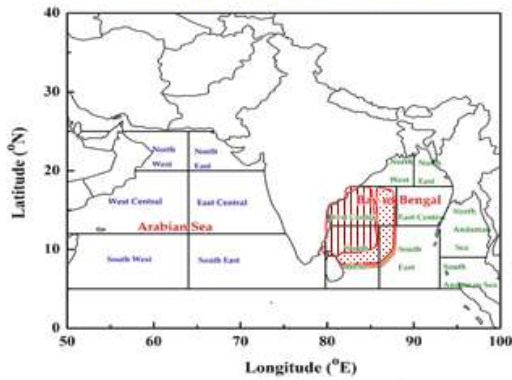 40
30
20
10
0
50
60
70
80
90
100
Latitude (°N)
Longitude (°E)
North
West
North
East
West Central
East Central
Arabian Sea
South West
South East
North
West
North
East
Bay of Bengal
West Central
East Central
South
East
North
Andaman
Sea
South
Andaman Sea